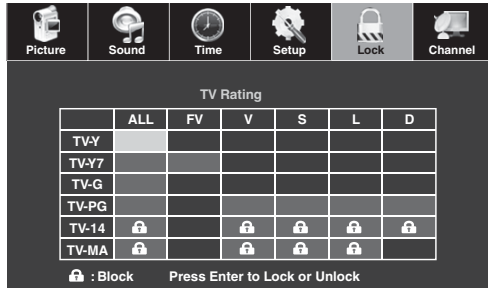 Picture Sound Time Setup Lock Channel
TV Rating
ALL FV V S L D
TV-Y
TV-Y7
TV-G
TV-PG
TV-14
TV-MA
: Block Press Enter to Lock or Unlock